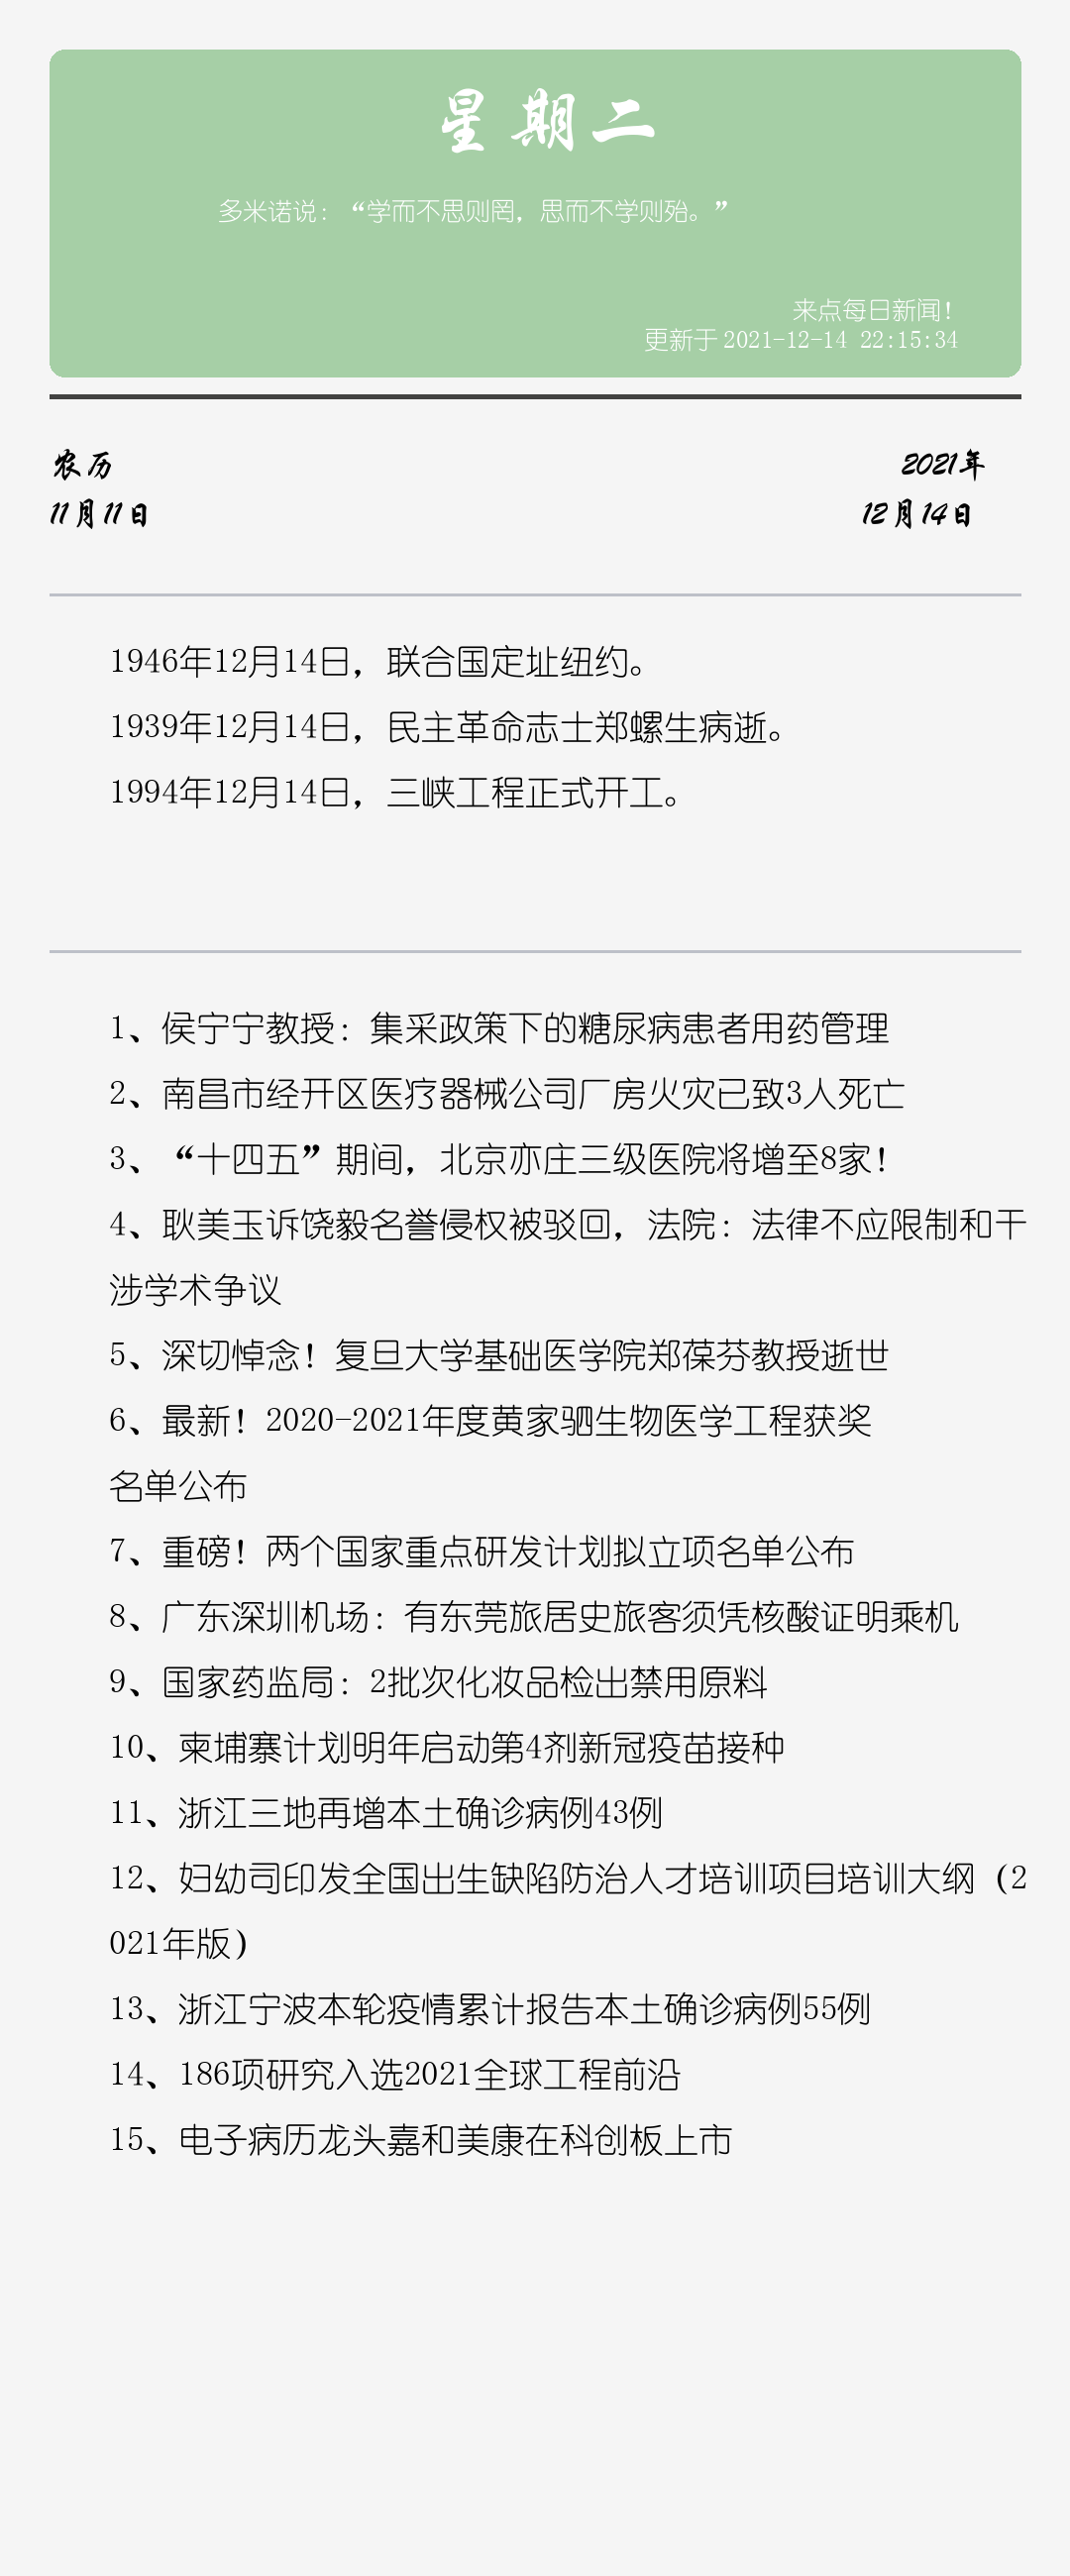 星期二
多米诺说：“学而不思则罔，思而不学则殆。”
来点每日新闻！
更新于2021-12-14 22:15:34
农历
2021年
11月11日
12月14日
1946年12月14日，联合国定址纽约。
1939年12月14日，民主革命志士郑螺生病逝。
1994年12月14日，三峡工程正式开工。
1、侯宁宁教授：集采政策下的糖尿病患者用药管理
2、南昌市经开区医疗器械公司厂房火灾已致3人死亡
3、“十四五”期间，北京亦庄三级医院将增至8家！
4、耿美玉诉饶毅名誉侵权被驳回，法院：法律不应限制和干
涉学术争议
5、深切悼念！复旦大学基础医学院郑葆芬教授逝世
6、最新！2020-2021年度黄家驷生物医学工程获奖
名单公布
7、重磅！两个国家重点研发计划拟立项名单公布
8、广东深圳机场：有东莞旅居史旅客须凭核酸证明乘机
9、国家药监局：2批次化妆品检出禁用原料
10、柬埔寨计划明年启动第4剂新冠疫苗接种
11、浙江三地再增本土确诊病例43例
12、妇幼司印发全国出生缺陷防治人才培训项目培训大纲（2
021年版）
13、浙江宁波本轮疫情累计报告本土确诊病例55例
14、186项研究入选2021全球工程前沿
15、电子病历龙头嘉和美康在科创板上市